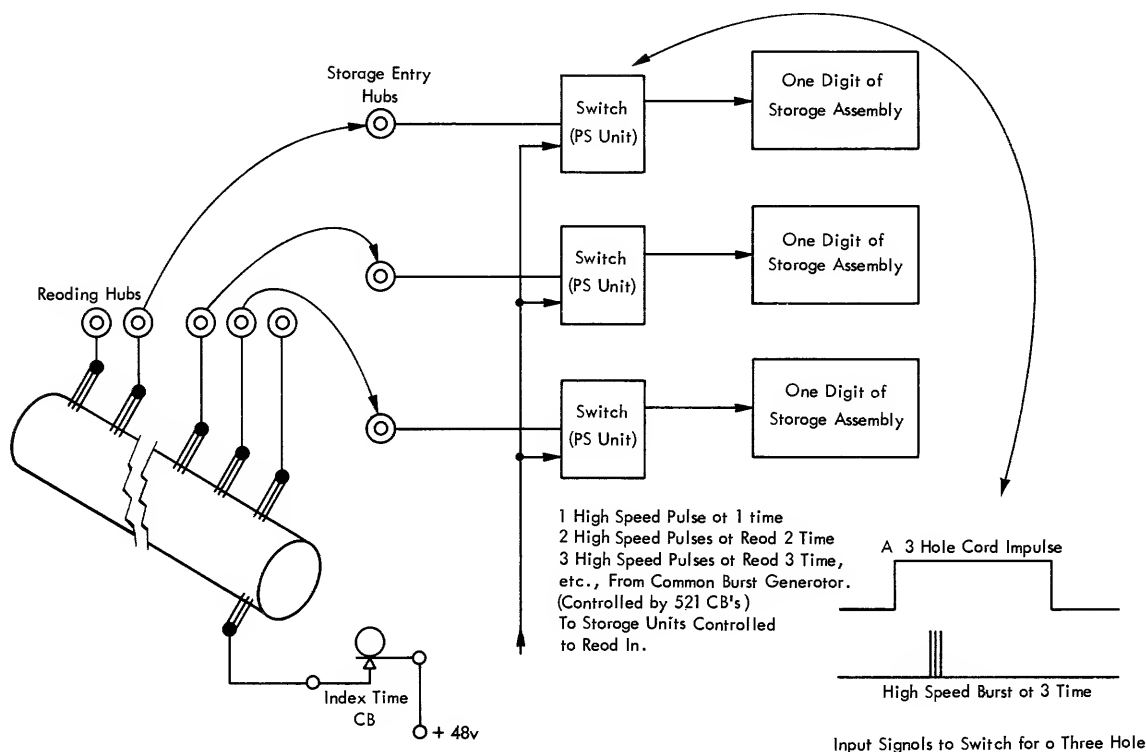 Storage Entry
Hubs
Switch
(PS Unit)
One Digit of
Storoge Assembly
Switch
(PS Unit)
One Digit of
Storoge Assembly
Reoding Hubs
Switch
(PS Unit)
One Digit of
Storoge Assembly
1 High Speed Pulse ot 1 time
2 High Speed Pulses ot Reod 2 Time
3 High Speed Pulses ot Reod 3 Time,
etc., From Common Burst Generotor.
(Controlled by 521 CB's)
To Storoge Units Controlled
to Reod In.
A 3 Hole Cord Impulse
High Speed Burst ot 3 Time
Index Time
CB
+ 48v
Input Signols to Switch for o Three Hole